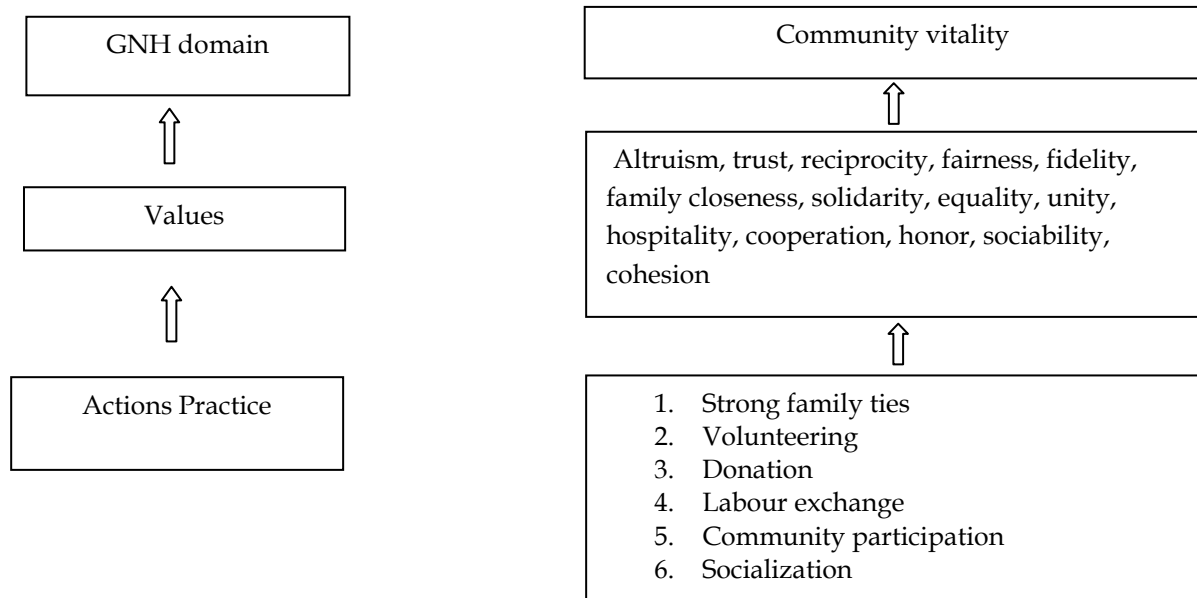 GNH domain
Values
Actions Practice
Community vitality
Altruism, trust, reciprocity, fairness, fidelity,
family closeness, solidarity, equality, unity,
hospitality, cooperation, honor, sociability,
cohesion
1. Strong family ties
2. Volunteering
3. Donation
4. Labour exchange
5. Community participation
6. Socialization